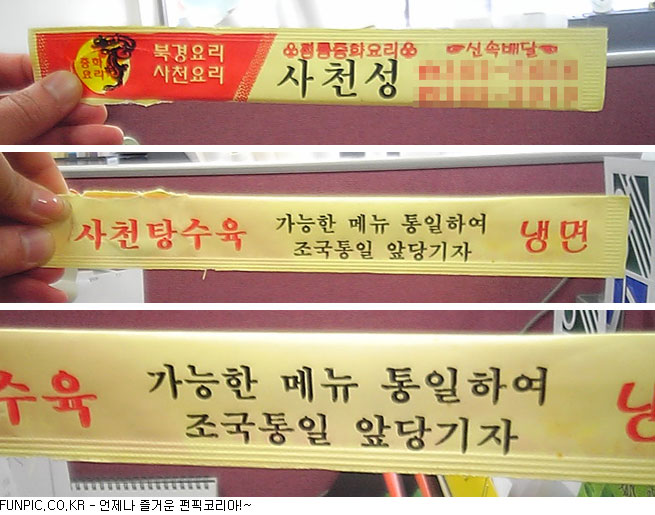 중화
요리
북경요리
사천요리
정통중화요리
사천성
신속배달
사천탕수육
가능한 메뉴 통일하여
조국통일 앞당기자
냉면
수육
가능한 메뉴 통일하여
조국통일 앞당기자
FUNPIC.CO.KR - 언제나 즐거운 펀픽코리아!~